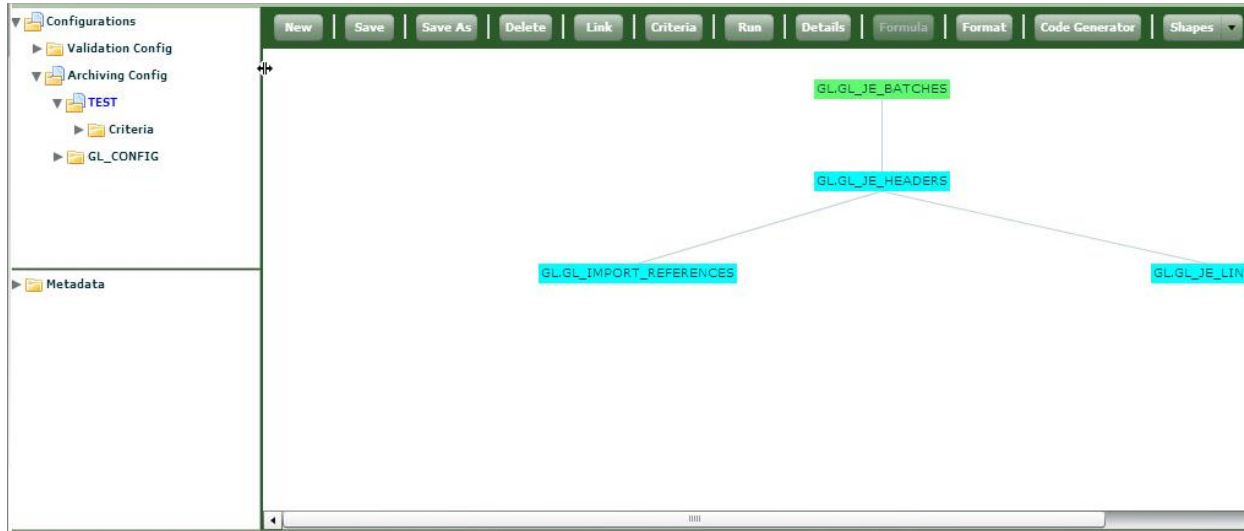 Configurations
Validation Config
Archiving Config
TEST
Criteria
GL_CONFIG
Metadata
New Save Save As Delete Link Criteria Run Details Formula Format Code Generator Shapes
GL.GL_JE_BATCHES
GL.GL_JE_HEADERS
GL.GL_IMPORT_REFERENCES GL.GL_JE_LIN